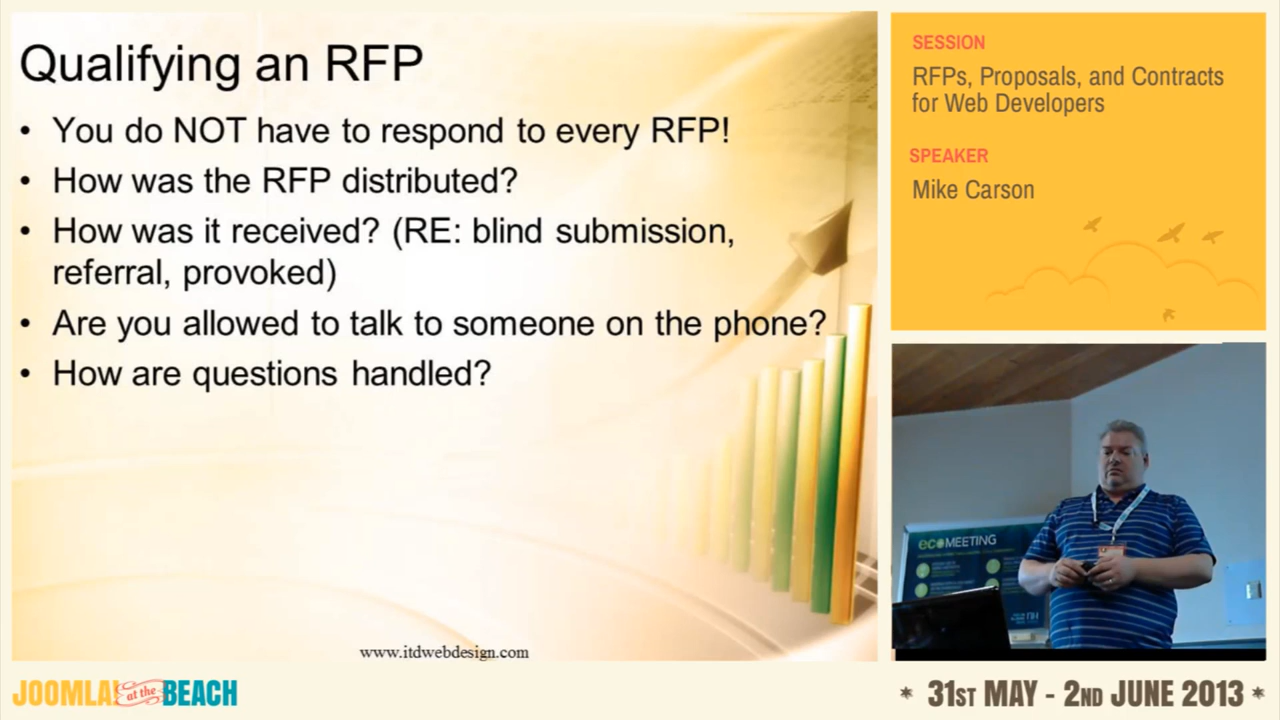 Qualifying an RFP
• You do NOT have to respond to every RFP!
• How was the RFP distributed?
• How was it received? (RE: blind submission,
referral, provoked)
• Are you allowed to talk to someone on the phone?
• How are questions handled?
www.itdwebdesign.com
SESSION
RFPs, Proposals, and Contracts
for Web Developers
SPEAKER
Mike Carson
ecoMEETING
JOOMLA! at the BEACH
* 31ST MAY - 2ND JUNE 2013 *